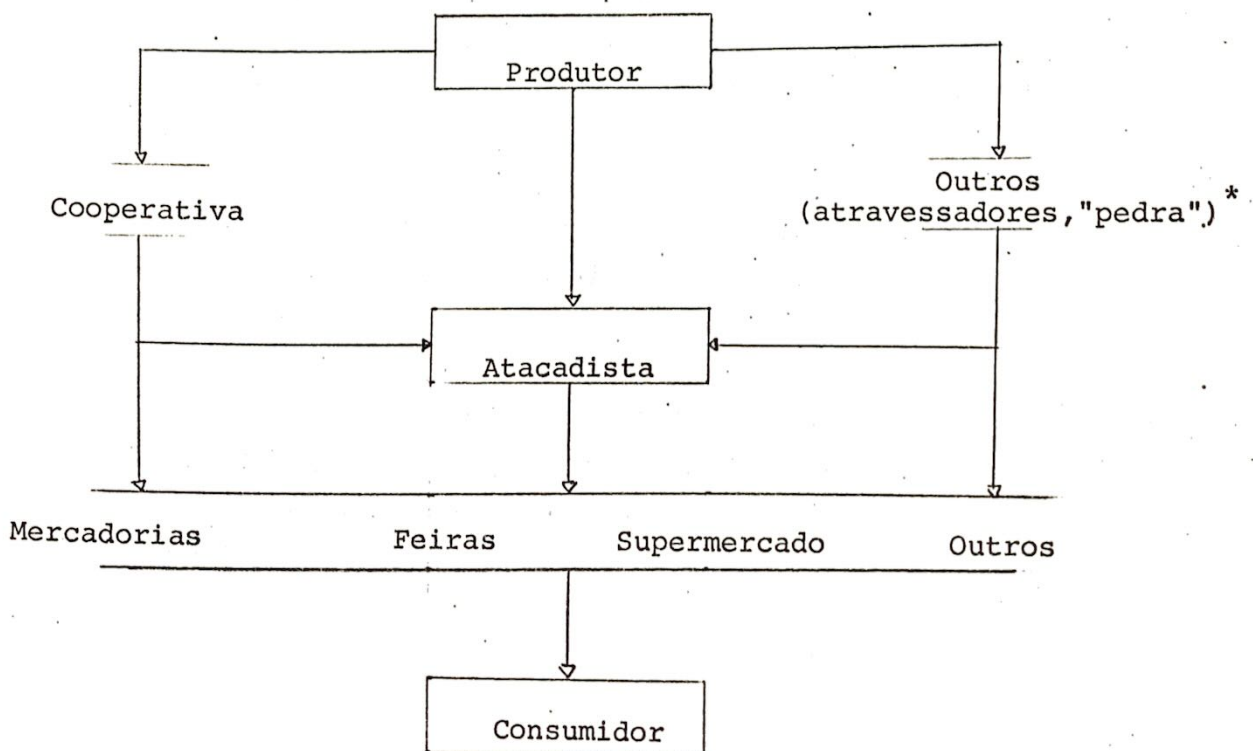 Produtor
Cooperativa
Outros
(atravessadores,"pedra").*
Atacadista
Mercadorias Feiras Supermercado Outros
Consumidor